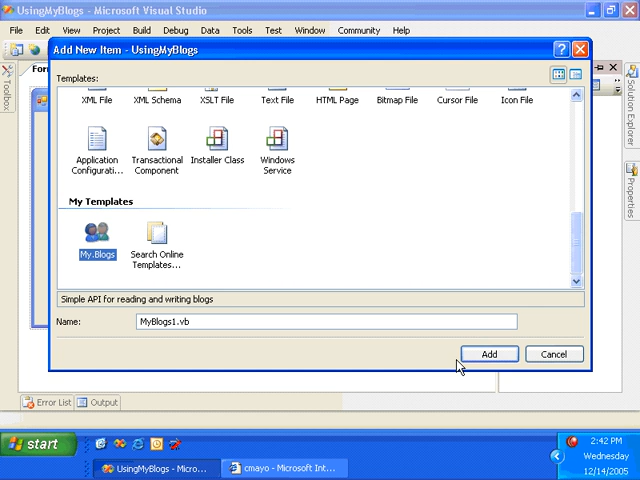 UsingMyBlogs - Microsoft Visual Studio
File Edit View Project Build Debug Data Tools Test Window Community Help
Toolbox
Form
Add New Item - UsingMyBlogs
Templates:
XML File XML Schema XSLT File Text File HTML Page Bitmap File Cursor File Icon File
Application Configurati... Transactional Component Installer Class Windows Service
My Templates
My.Blogs Search Online Templates...
Simple API for reading and writing blogs
Name: MyBlogs1.vb
Add Cancel
Solution Explorer
Properties
Error List Output
start
UsingMyBlogs - Micro... cmayo - Microsoft Int...
2:42 PM
Wednesday
12/14/2005